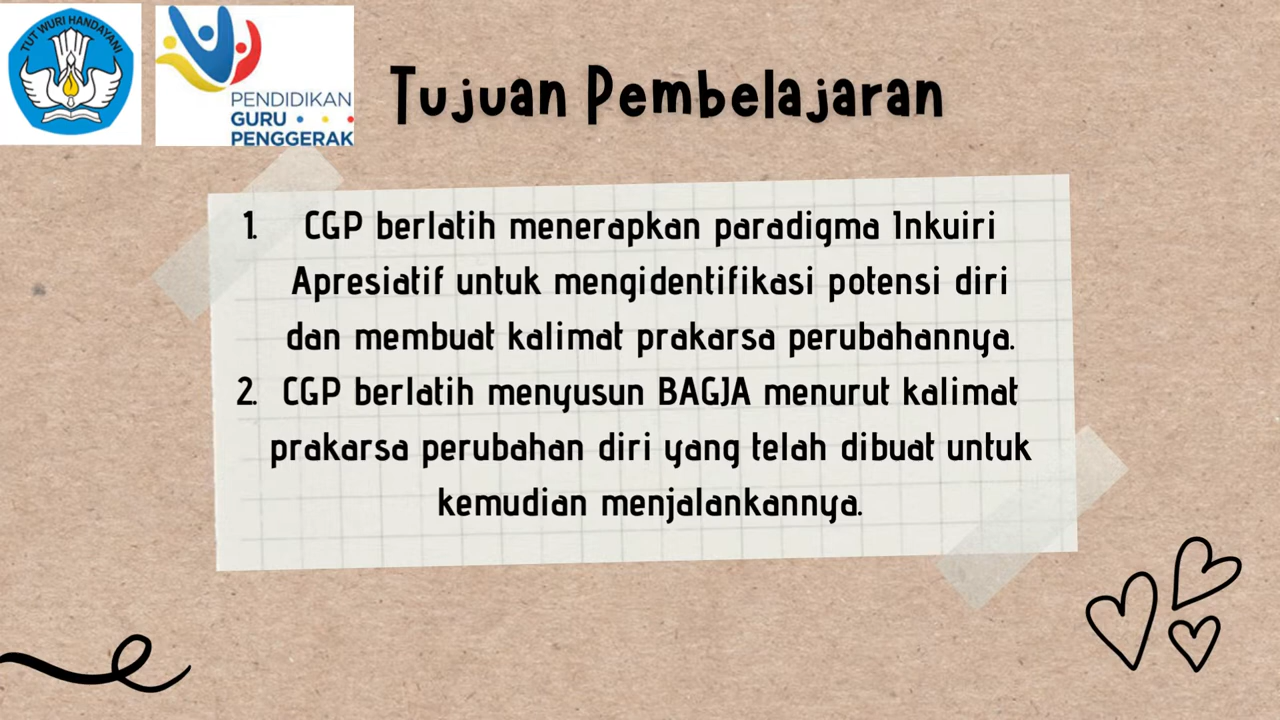 TUT WURI HANDAYANI
PENDIDIKAN
GURU
PENGGERAK
Tujuan Pembelajaran
1. CGP berlatih menerapkan paradigma Inkuiri
Apresiatif untuk mengidentifikasi potensi diri
dan membuat kalimat prakarsa perubahannya.
2. CGP berlatih menyusun BAGJA menurut kalimat
prakarsa perubahan diri yang telah dibuat untuk
kemudian menjalankannya.